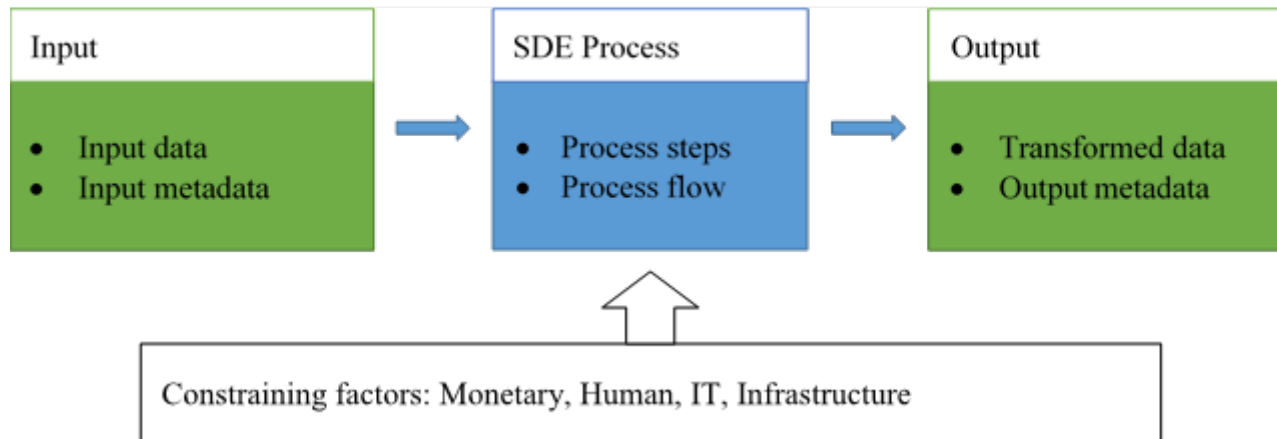 Input
• Input data
• Input metadata
SDE Process
• Process steps
• Process flow
Output
• Transformed data
• Output metadata
Constraining factors: Monetary, Human, IT, Infrastructure